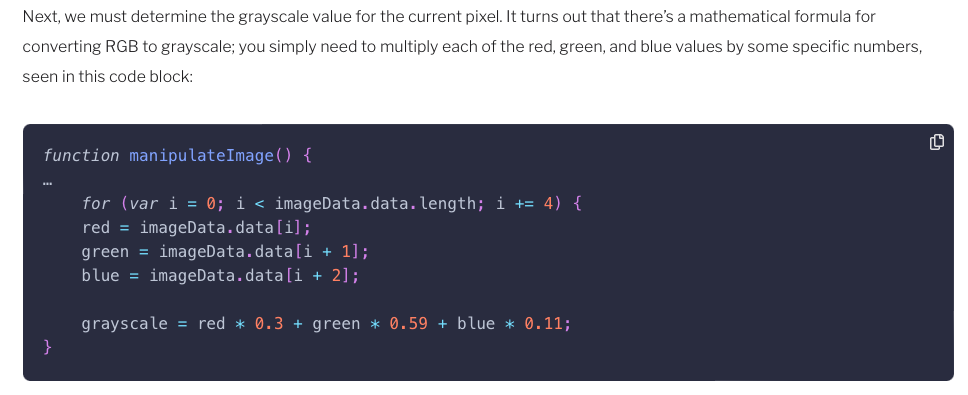 Next, we must determine the grayscale value for the current pixel. It turns out that there’s a mathematical formula for
converting RGB to grayscale; you simply need to multiply each of the red, green, and blue values by some specific numbers,
seen in this code block:
function manipulateImage() {
…
    for (var i = 0; i < imageData.data.length; i += 4) {
    red = imageData.data[i];
    green = imageData.data[i + 1];
    blue = imageData.data[i + 2];

    grayscale = red * 0.3 + green * 0.59 + blue * 0.11;
}